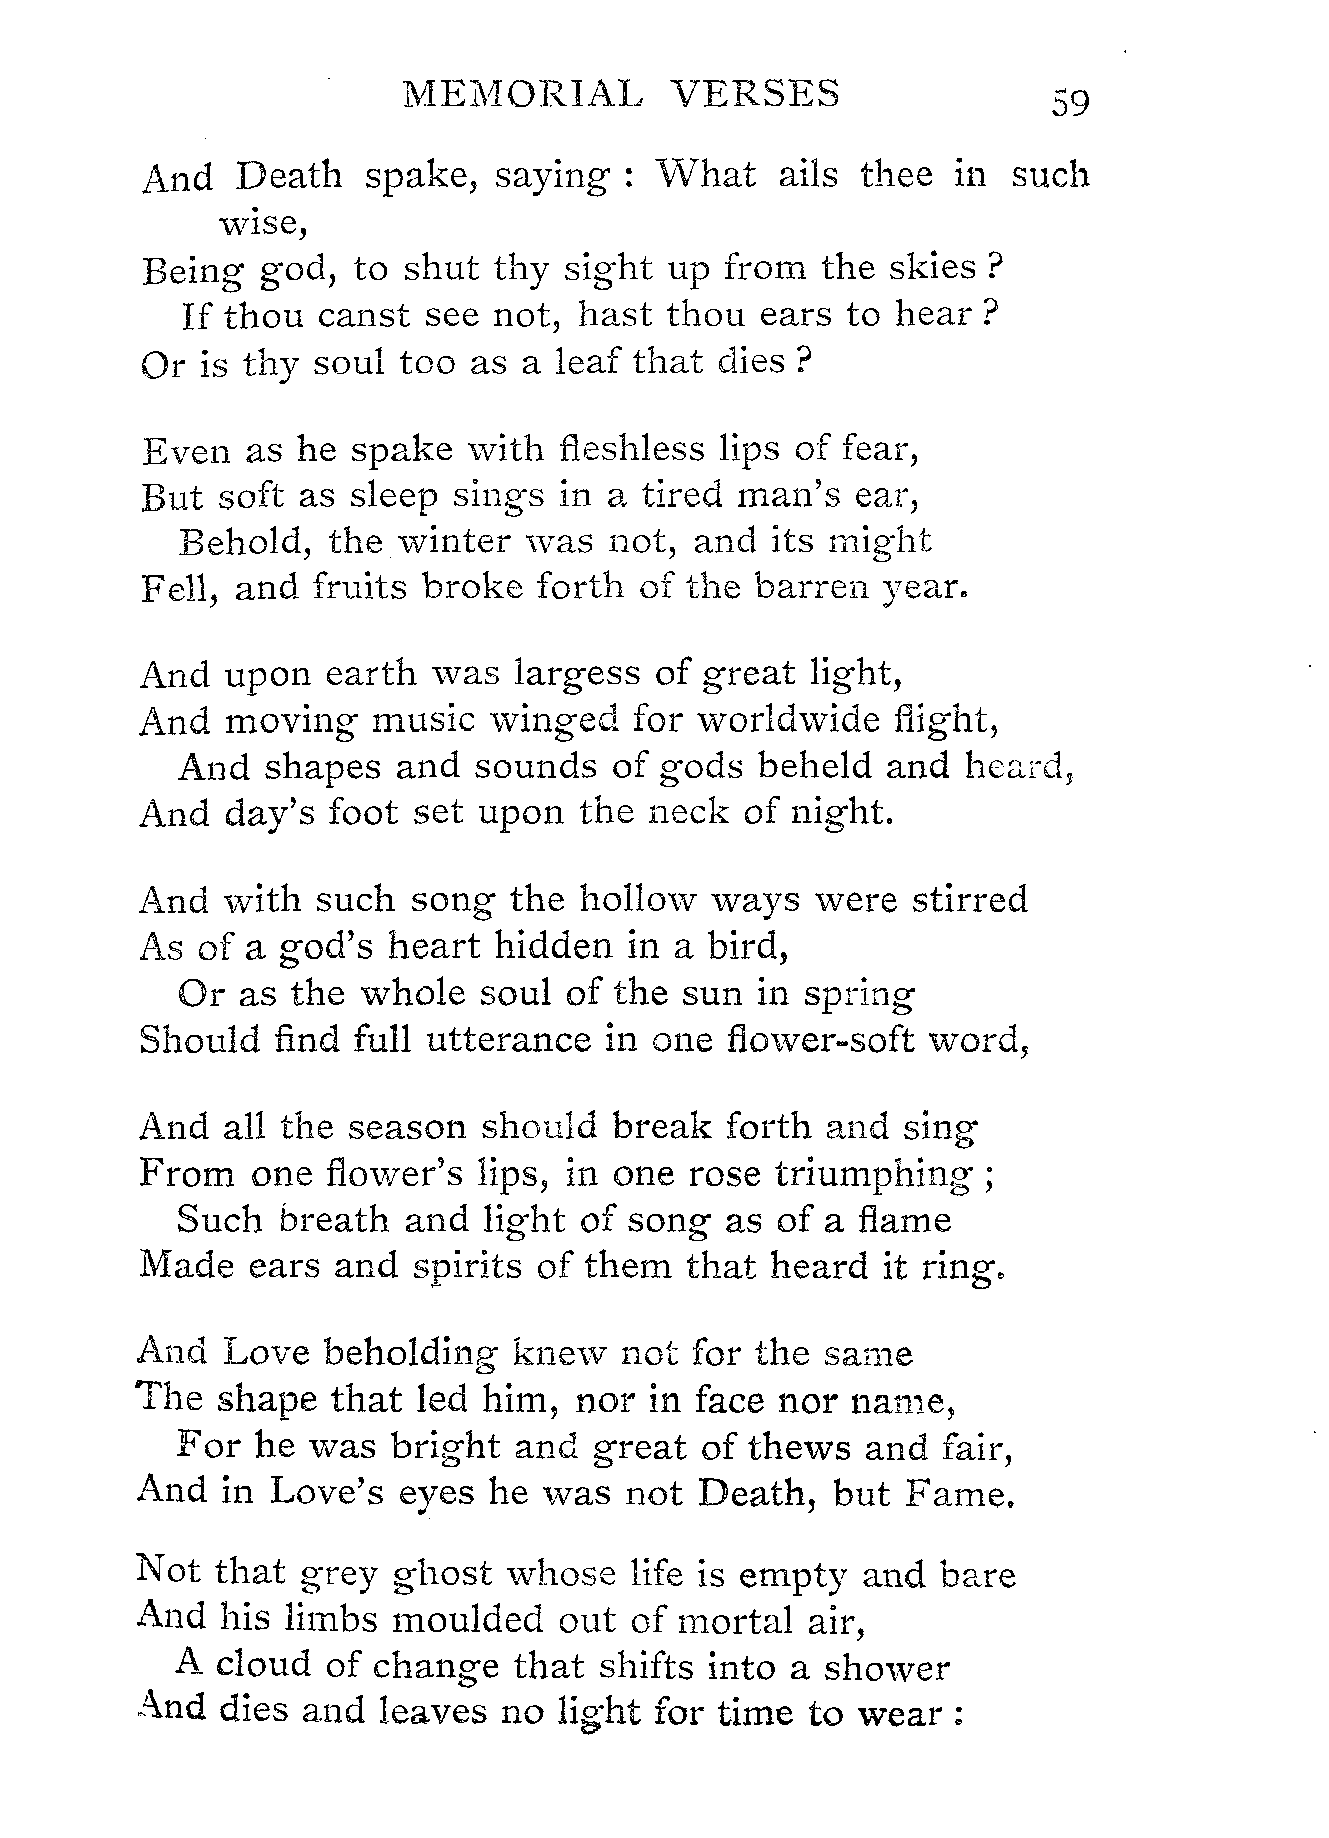 MEMORIAL VERSES 59
And Death spake, saying : What ails thee in such
wise,
Being god, to shut thy sight up from the skies ?
If thou canst see not, hast thou ears to hear ?
Or is thy soul too as a leaf that dies ?
Even as he spake with fleshless lips of fear,
But soft as sleep sings in a tired man's ear,
Behold, the winter was not, and its might
Fell, and fruits broke forth of the barren year.
And upon earth was largess of great light,
And moving music winged for worldwide flight,
And shapes and sounds of gods beheld and heard,
And day's foot set upon the neck of night.
And with such song the hollow ways were stirred
As of a god's heart hidden in a bird,
Or as the whole soul of the sun in spring
Should find full utterance in one flower-soft word,
And all the season should break forth and sing
From one flower's lips, in one rose triumphing ;
Such breath and light of song as of a flame
Made ears and spirits of them that heard it ring.
And Love beholding knew not for the same
The shape that led him, nor in face nor name,
For he was bright and great of thews and fair,
And in Love's eyes he was not Death, but Fame.
Not that grey ghost whose life is empty and bare
And his limbs moulded out of mortal air,
A cloud of change that shifts into a shower
And dies and leaves no light for time to wear :